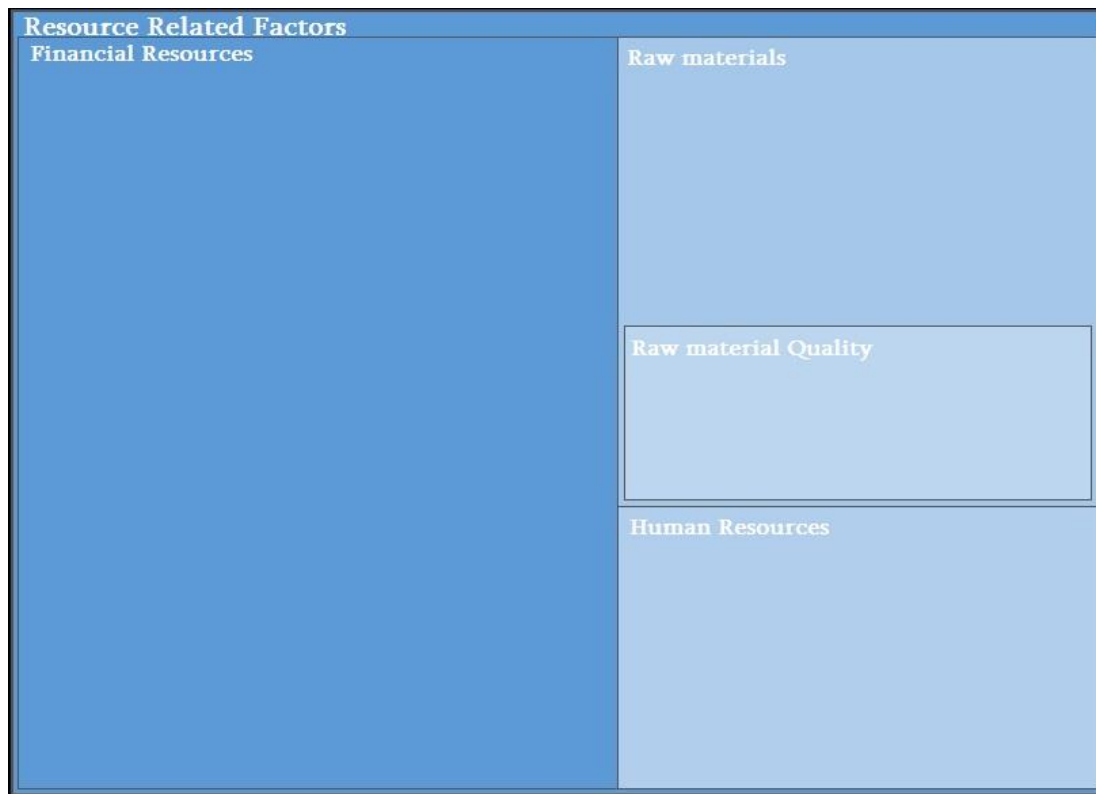 Resource Related Factors
Financial Resources
Raw materials
Raw material Quality
Human Resources